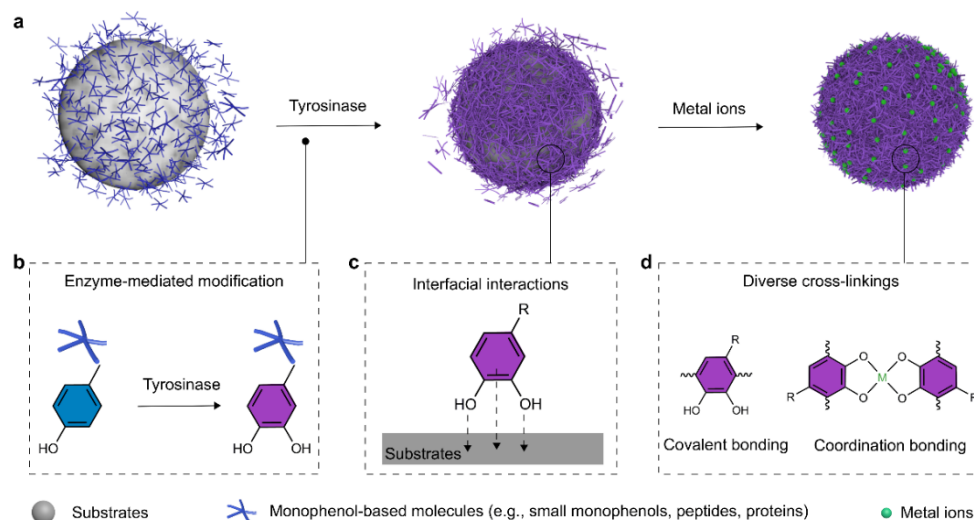 a
Tyrosinase
Metal ions
b
Enzyme-mediated modification
Tyrosinase
HO
HO
OH
c
Interfacial interactions
R
HO
OH
Substrates
d
Diverse cross-linkings
R
HO
OH
Covalent bonding
R
O
O
M
O
O
R
Coordination bonding
Substrates
Monophenol-based molecules (e.g., small monophenols, peptides, proteins)
Metal ions